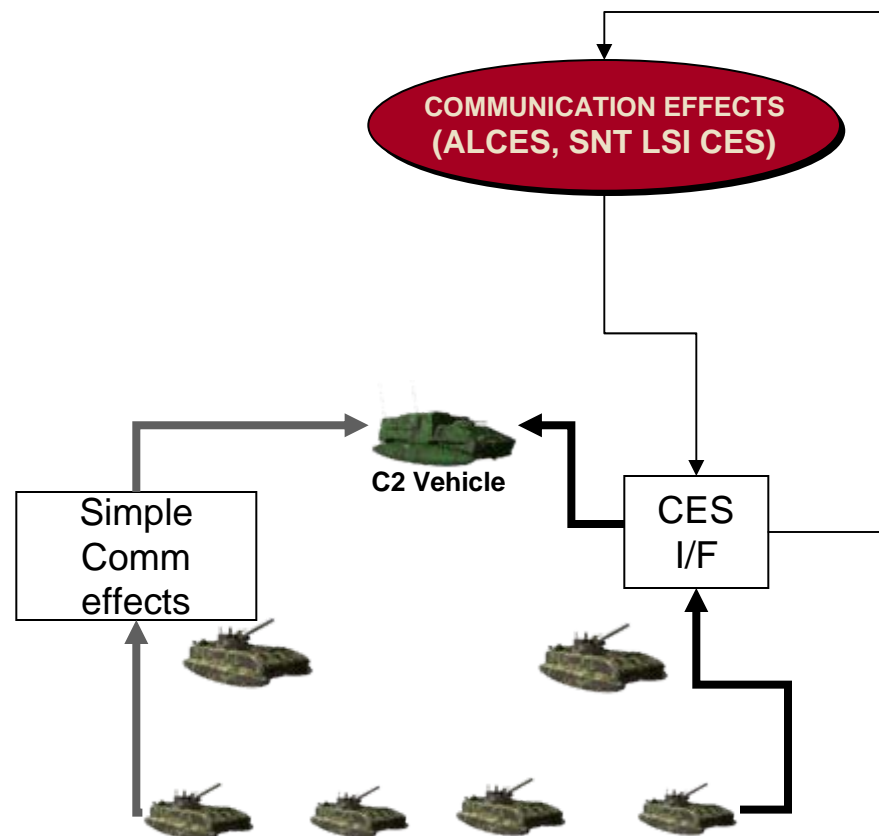 COMMUNICATION EFFECTS
(ALCES, SNT LSI CES)
C2 Vehicle
Simple
Comm
effects
CES
I/F